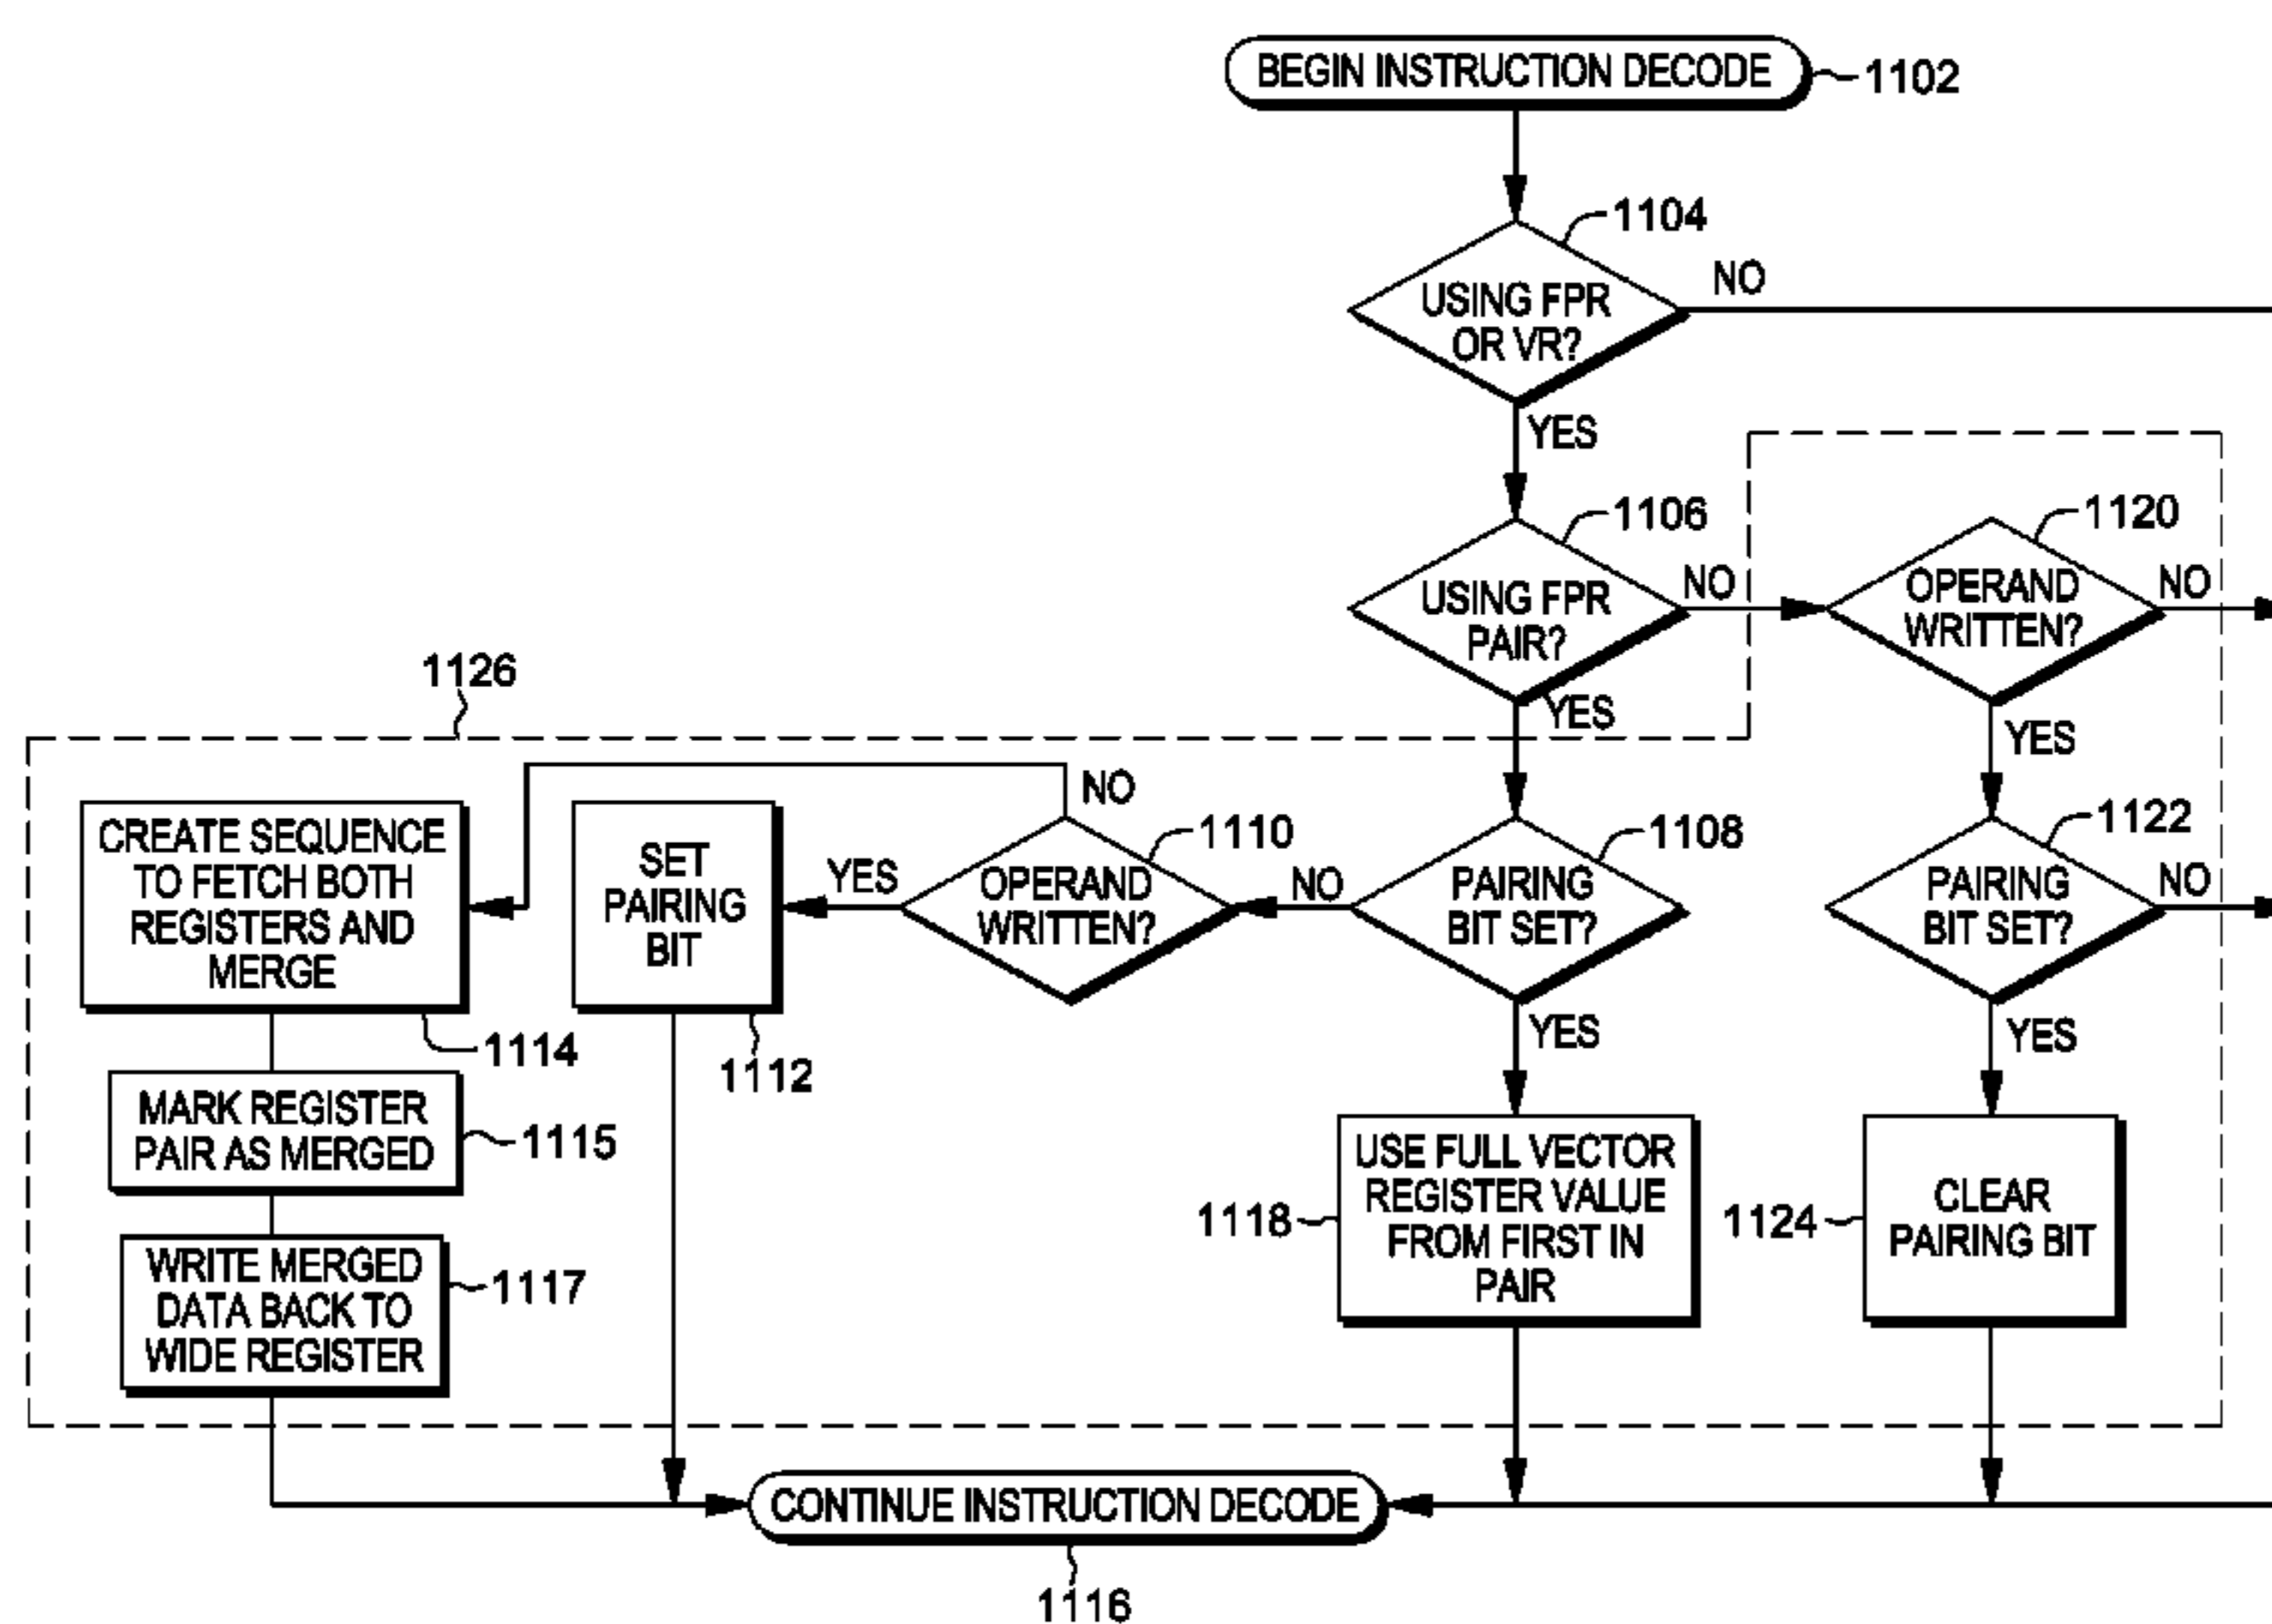 BEGIN INSTRUCTION DECODE
1102
1104
USING FPR
OR VR?
NO
YES
1106
USING FPR
PAIR?
NO
YES
1120
OPERAND
WRITTEN?
NO
YES
1126
1108
PAIRING
BIT SET?
NO
YES
1110
OPERAND
WRITTEN?
NO
YES
SET
PAIRING
BIT
1112
CREATE SEQUENCE
TO FETCH BOTH
REGISTERS AND
MERGE
1114
MARK REGISTER
PAIR AS MERGED
1115
WRITE MERGED
DATA BACK TO
WIDE REGISTER
1117
1118
USE FULL VECTOR
REGISTER VALUE
FROM FIRST IN
PAIR
1122
PAIRING
BIT SET?
NO
YES
1124
CLEAR
PAIRING BIT
CONTINUE INSTRUCTION DECODE
1116